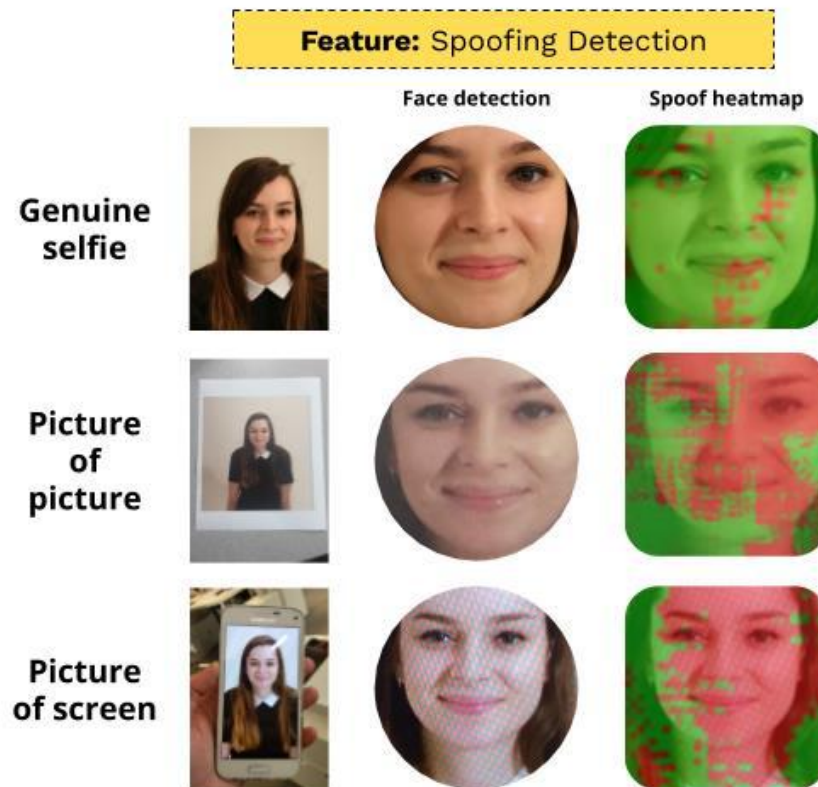 Feature: Spoofing Detection
Face detection
Spoof heatmap
Genuine
selfie
Picture
of
picture
Picture
of screen